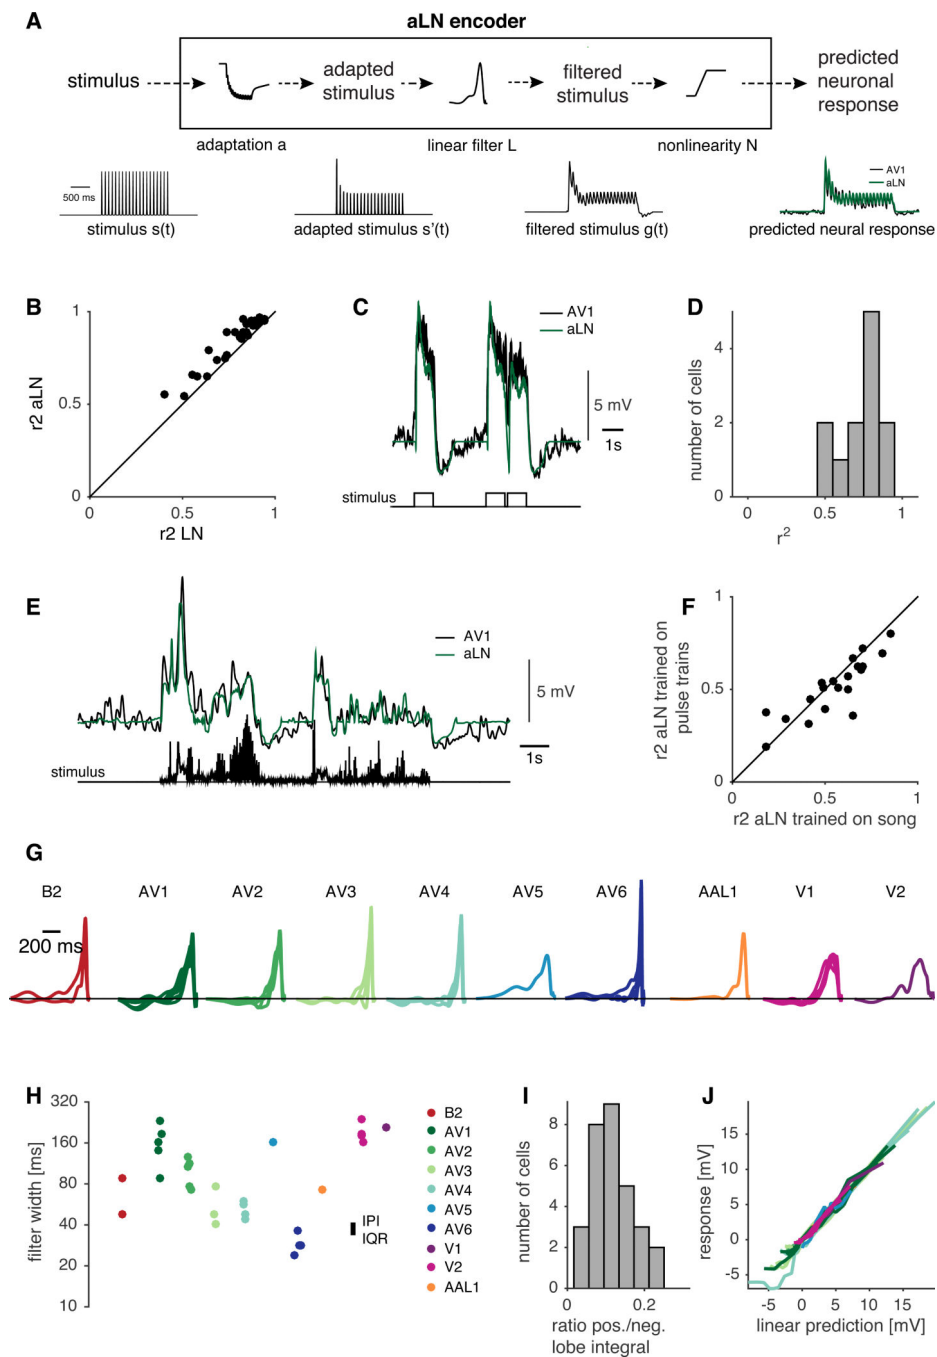 A
aLN encoder
stimulus
adapted
stimulus
filtered
stimulus
predicted
neuronal
response
adaptation a
linear filter L
nonlinearity N
500 ms
AV1
aLN
stimulus s(t)
adapted stimulus s'(t)
filtered stimulus g(t)
predicted neural response
B
1
0.5
0
0
0.5
1
r2 aLN
r2 LN
C
AV1
aLN
5 mV
1s
stimulus
D
4
2
0
0.5
1
number of cells
r2
E
AV1
aLN
5 mV
1s
stimulus
F
1
0.5
0
0
0.5
1
r2 aLN trained on
pulse trains
r2 aLN trained on song
G
B2
AV1
AV2
AV3
AV4
AV5
AV6
AAL1
V1
V2
200 ms
H
320
160
80
40
20
10
filter width [ms]
IPI
IQR
B2
AV1
AV2
AV3
AV4
AV5
AV6
V1
V2
AAL1
I
8
6
4
2
0
0
0.2
number of cells
ratio pos./neg.
lobe integral
J
15
10
5
0
-5
-5
0
5
10
15
response [mV]
linear prediction [mV]